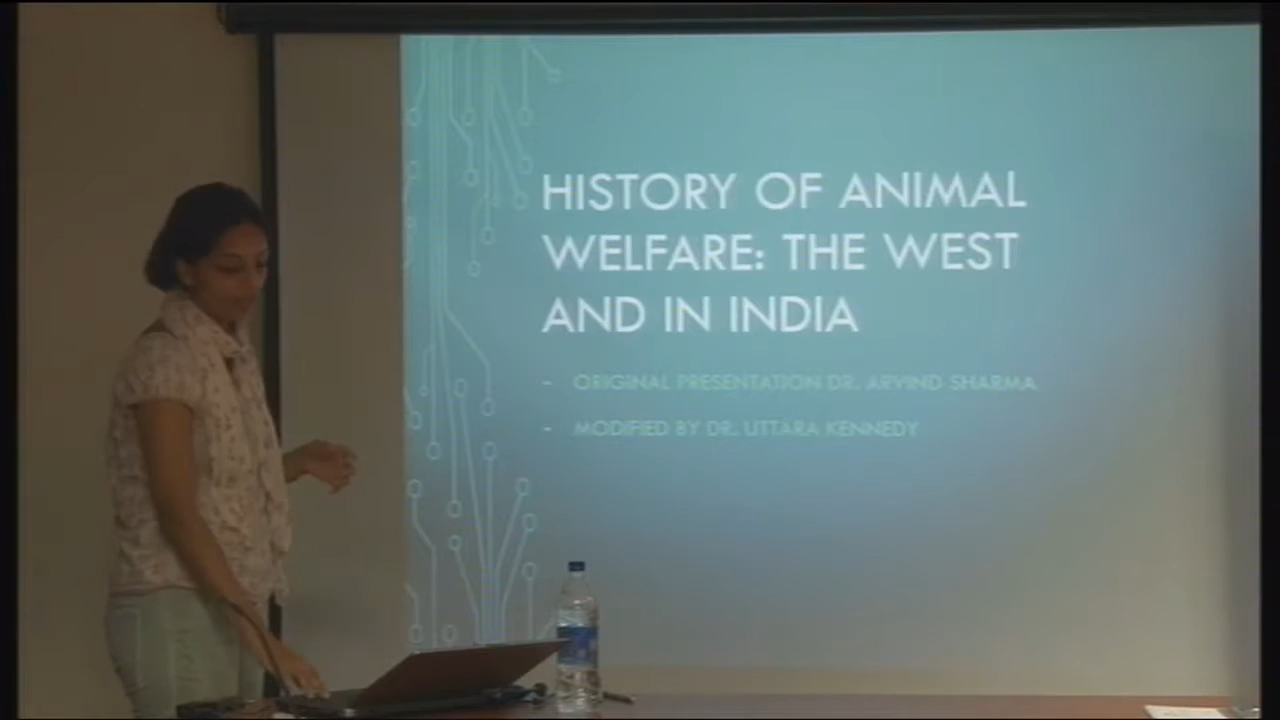 HISTORY OF ANIMAL
WELFARE: THE WEST
AND IN INDIA
- ORIGINAL PRESENTATION DR. ARVIND SHARMA
- MODIFIED BY DR. UTTARA KENNEDY